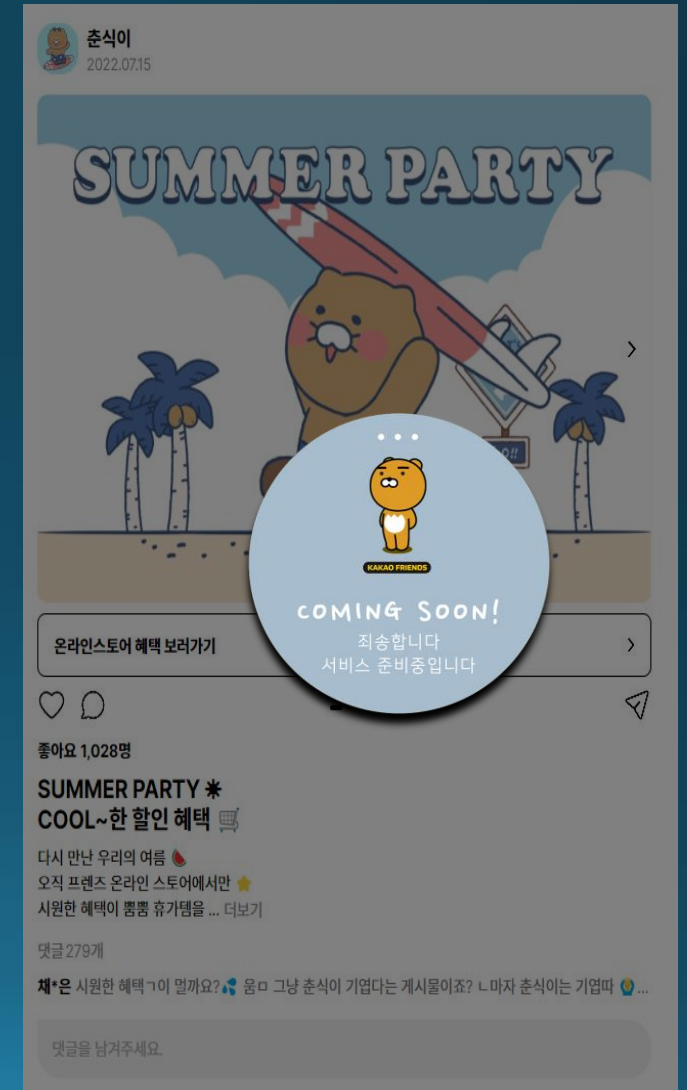 춘식이
2022.07.15
SUMMER PARTY
KAKAO FRIENDS
COMING SOON!
죄송합니다
서비스 준비중입니다
온라인스토어 혜택 보러가기
좋아요 1,028명
SUMMER PARTY ☀
COOL~한 할인 혜택 🛒
다시 만난 우리의 여름 🍉
오직 프렌즈 온라인 스토어에서만 ⭐
시원한 혜택이 뿜뿜 휴가템을 ... 더보기
댓글 279개
채*은 시원한 혜택ㄱ이 멀까요?💦 움ㅁ 그냥 춘식이 기엽다는 게시물이죠? ㄴ마자 춘식이는 기엽따 ...
댓글을 남겨주세요.